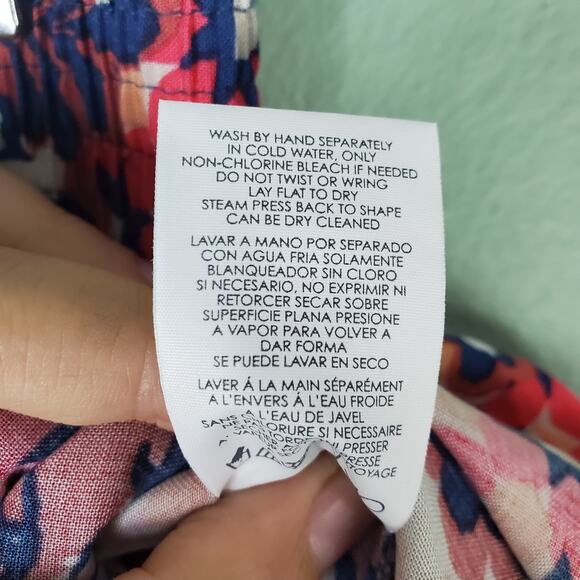 WASH BY HAND SEPARATELY
IN COLD WATER, ONLY
NON-CHLORINE BLEACH IF NEEDED
DO NOT TWIST OR WRING
LAY FLAT TO DRY
STEAM PRESS BACK TO SHAPE
CAN BE DRY CLEANED
LAVAR A MANO POR SEPARADO
CON AGUA FRIA SOLAMENTE
BLANQUEADOR SIN CLORO
SI NECESARIO, NO EXPRIMIR NI
RETORCER SECAR SOBRE
SUPERFICIE PLANA PRESIONE
A VAPOR PARA VOLVER A
DAR FORMA
SE PUEDE LAVAR EN SECO
LAVER Á LA MAIN SÉPARÉMENT
A L'ENVERS Á L'EAU FROIDE
L'EAU DE JAVEL
SI NECESSAIRE
PRESSER